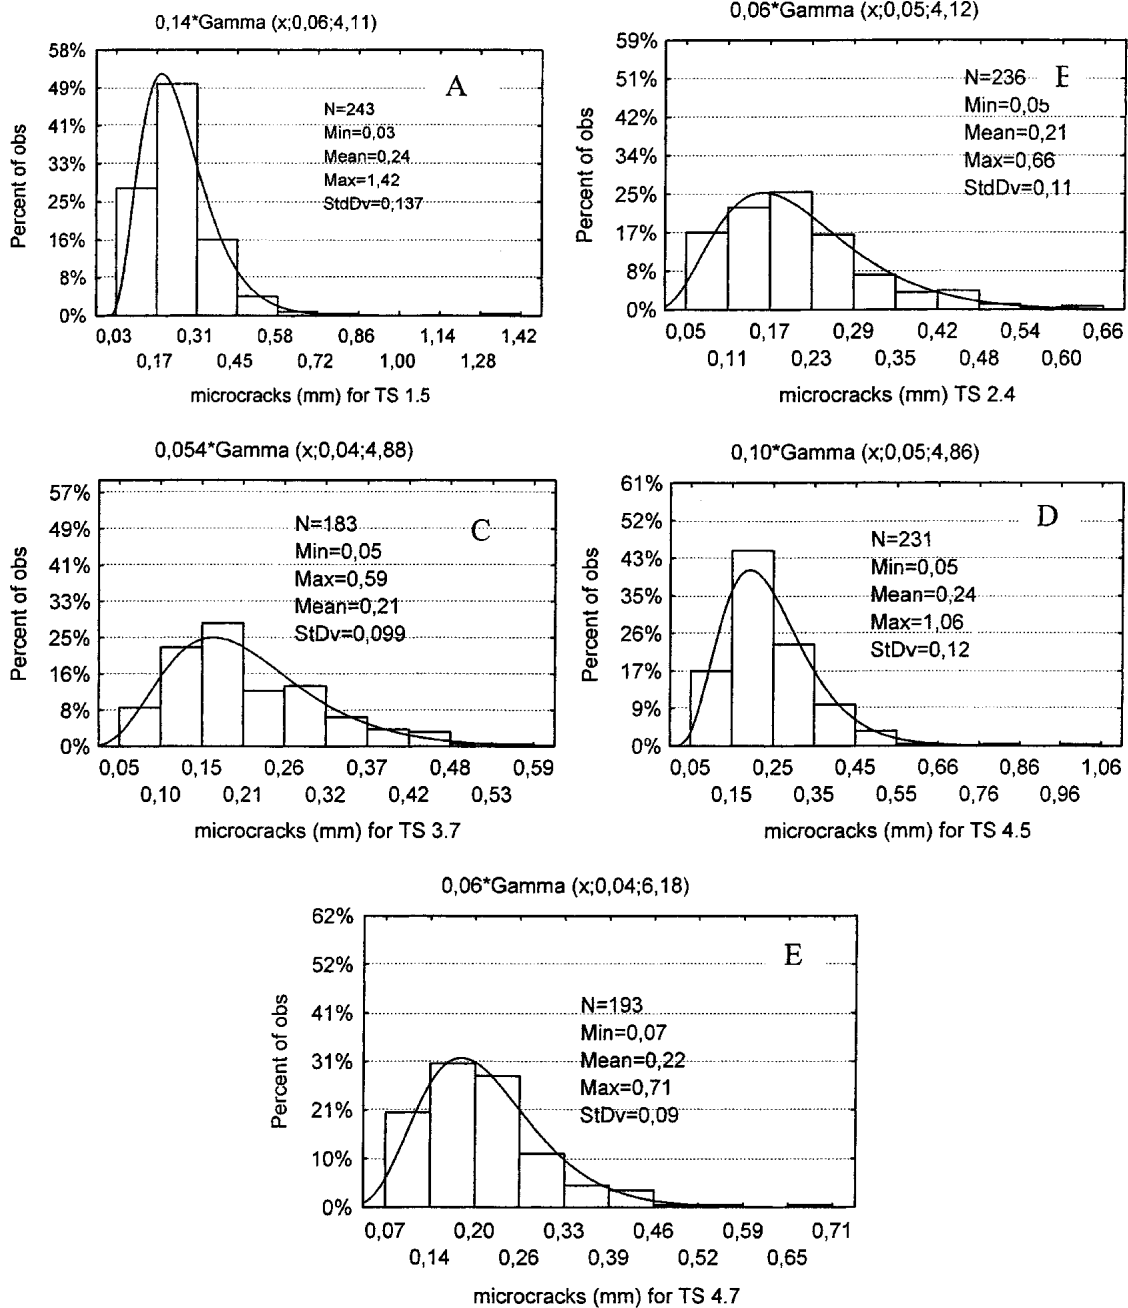 0,14*Gamma (x;0,06;4,11)
58%
49%
41%
33%
25%
16%
8%
0%
Percent of obs
A
N=243
Min=0,03
Mean=0,24
Max=1,42
StdDv=0,137
0,03 0,31 0,58 0,86 1,14 1,42
0,17 0,45 0,72 1,00 1,28
microcracks (mm) for TS 1.5
0,06*Gamma (x;0,05;4,12)
59%
51%
42%
34%
25%
17%
8%
0%
Percent of obs
N=236
Min=0,05
Mean=0,21
Max=0,66
StdDv=0,11
0,05 0,17 0,29 0,42 0,54 0,66
0,11 0,23 0,35 0,48 0,60
microcracks (mm) TS 2.4
0,054*Gamma (x;0,04;4,88)
57%
49%
41%
33%
25%
16%
8%
0%
Percent of obs
C
N=183
Min=0,05
Max=0,59
Mean=0,21
StDv=0,099
0,05 0,15 0,26 0,37 0,48 0,59
0,10 0,21 0,32 0,42 0,53
microcracks (mm) for TS 3.7
0,10*Gamma (x;0,05;4,86)
61%
52%
43%
35%
26%
17%
9%
0%
Percent of obs
D
N=231
Min=0,05
Mean=0,24
Max=1,06
StDv=0,12
0,05 0,25 0,45 0,66 0,86 1,06
0,15 0,35 0,55 0,76 0,96
microcracks (mm) for TS 4.5
0,06*Gamma (x;0,04;6,18)
62%
52%
41%
31%
21%
10%
0%
Percent of obs
E
N=193
Min=0,07
Mean=0,22
Max=0,71
StDv=0,09
0,07 0,20 0,33 0,46 0,59 0,71
0,14 0,26 0,39 0,52 0,65
microcracks (mm) for TS 4.7